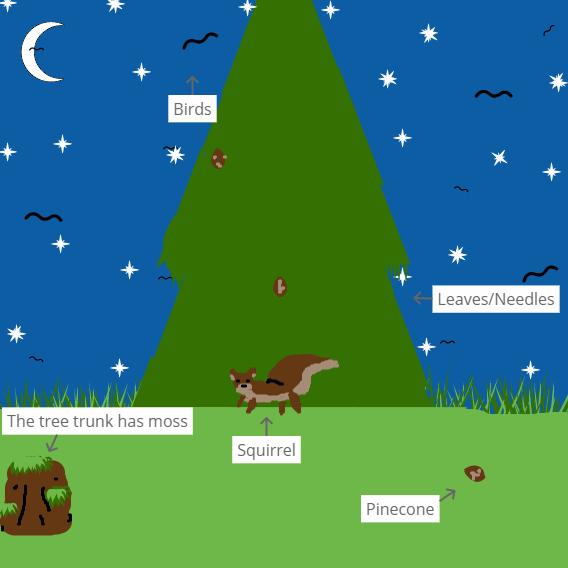 Birds
Leaves/Needles
The tree trunk has moss
Squirrel
Pinecone